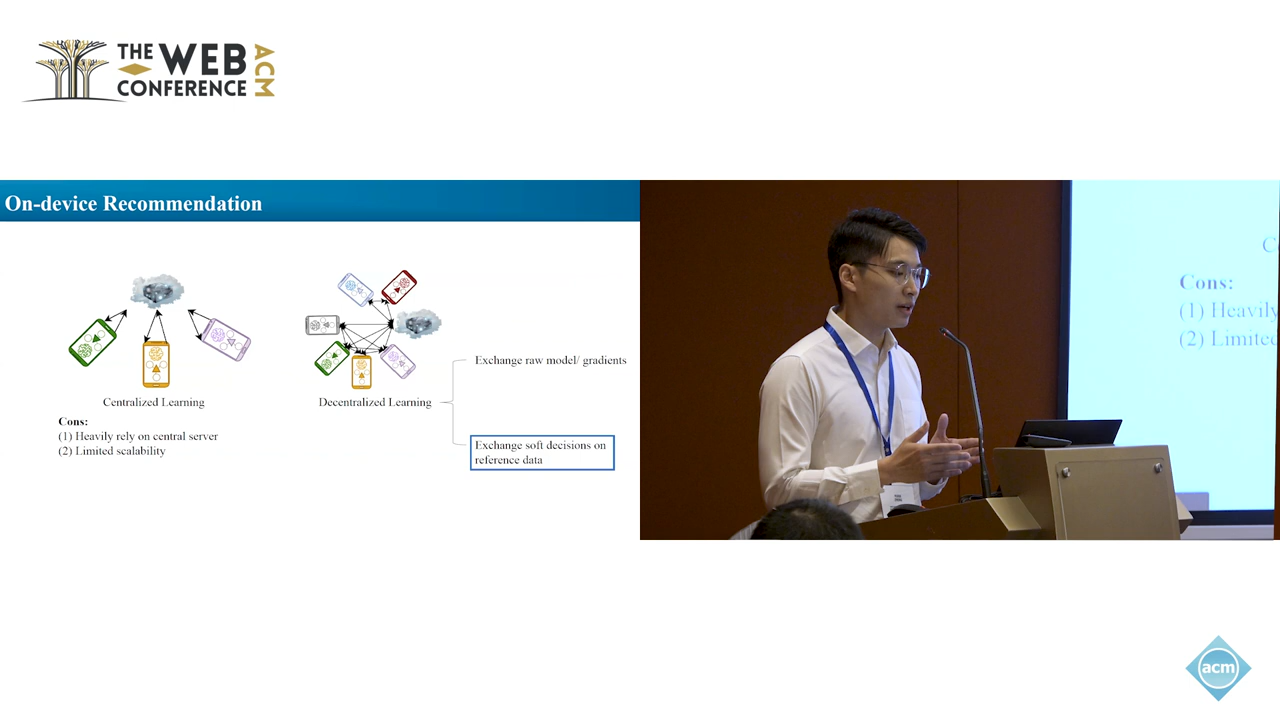 THE WEB
CONFERENCE
ACM
On-device Recommendation
Exchange raw model/ gradients
Centralized Learning
Decentralized Learning
Cons:
(1) Heavily rely on central server
(2) Limited scalability
Exchange soft decisions on
reference data
Cons:
(1) Heavily
(2) Limite
acm